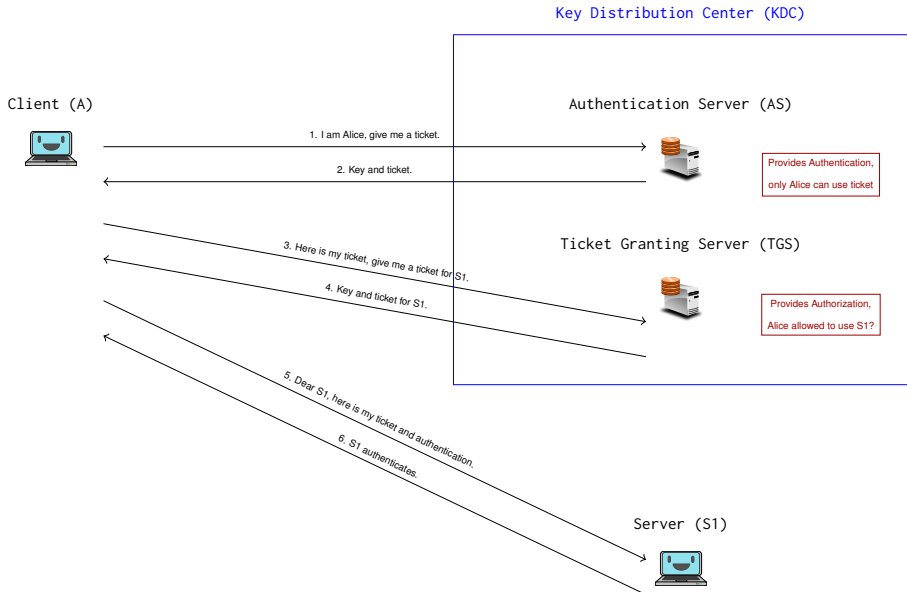 Key Distribution Center (KDC)
Client (A)
Authentication Server (AS)
1. I am Alice, give me a ticket.
2. Key and ticket.
Provides Authentication,
only Alice can use ticket
Ticket Granting Server (TGS)
3. Here is my ticket, give me a ticket for S1.
4. Key and ticket for S1.
Provides Authorization,
Alice allowed to use S1?
5. Dear S1, here is my ticket and authentication.
6. S1 authenticates.
Server (S1)